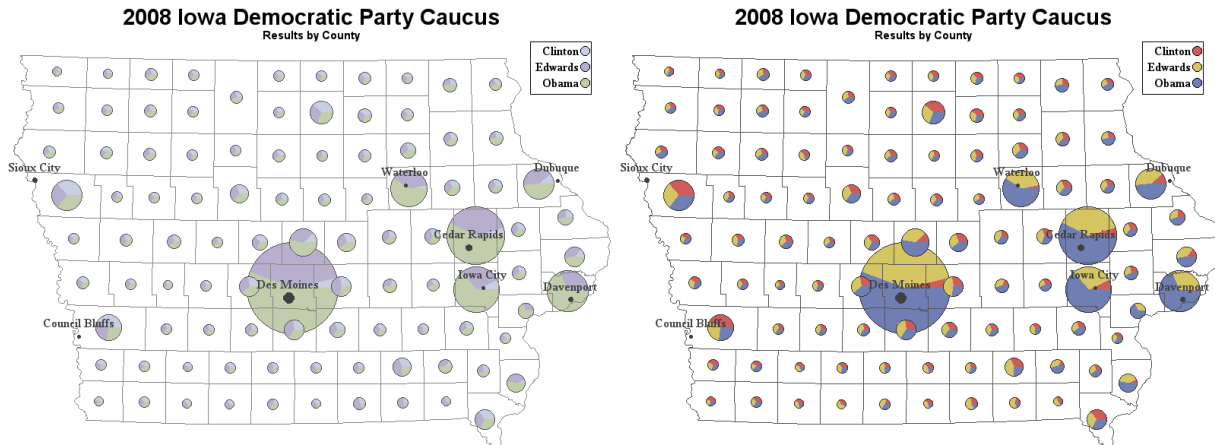 2008 Iowa Democratic Party Caucus
Results by County
Clinton
Edwards
Obama
Sioux City
Waterloo
Dubuque
Cedar Rapids
Des Moines
Iowa City
Davenport
Council Bluffs
2008 Iowa Democratic Party Caucus
Results by County
Clinton
Edwards
Obama
Sioux City
Waterloo
Dubuque
Cedar Rapids
Des Moines
Iowa City
Davenport
Council Bluffs